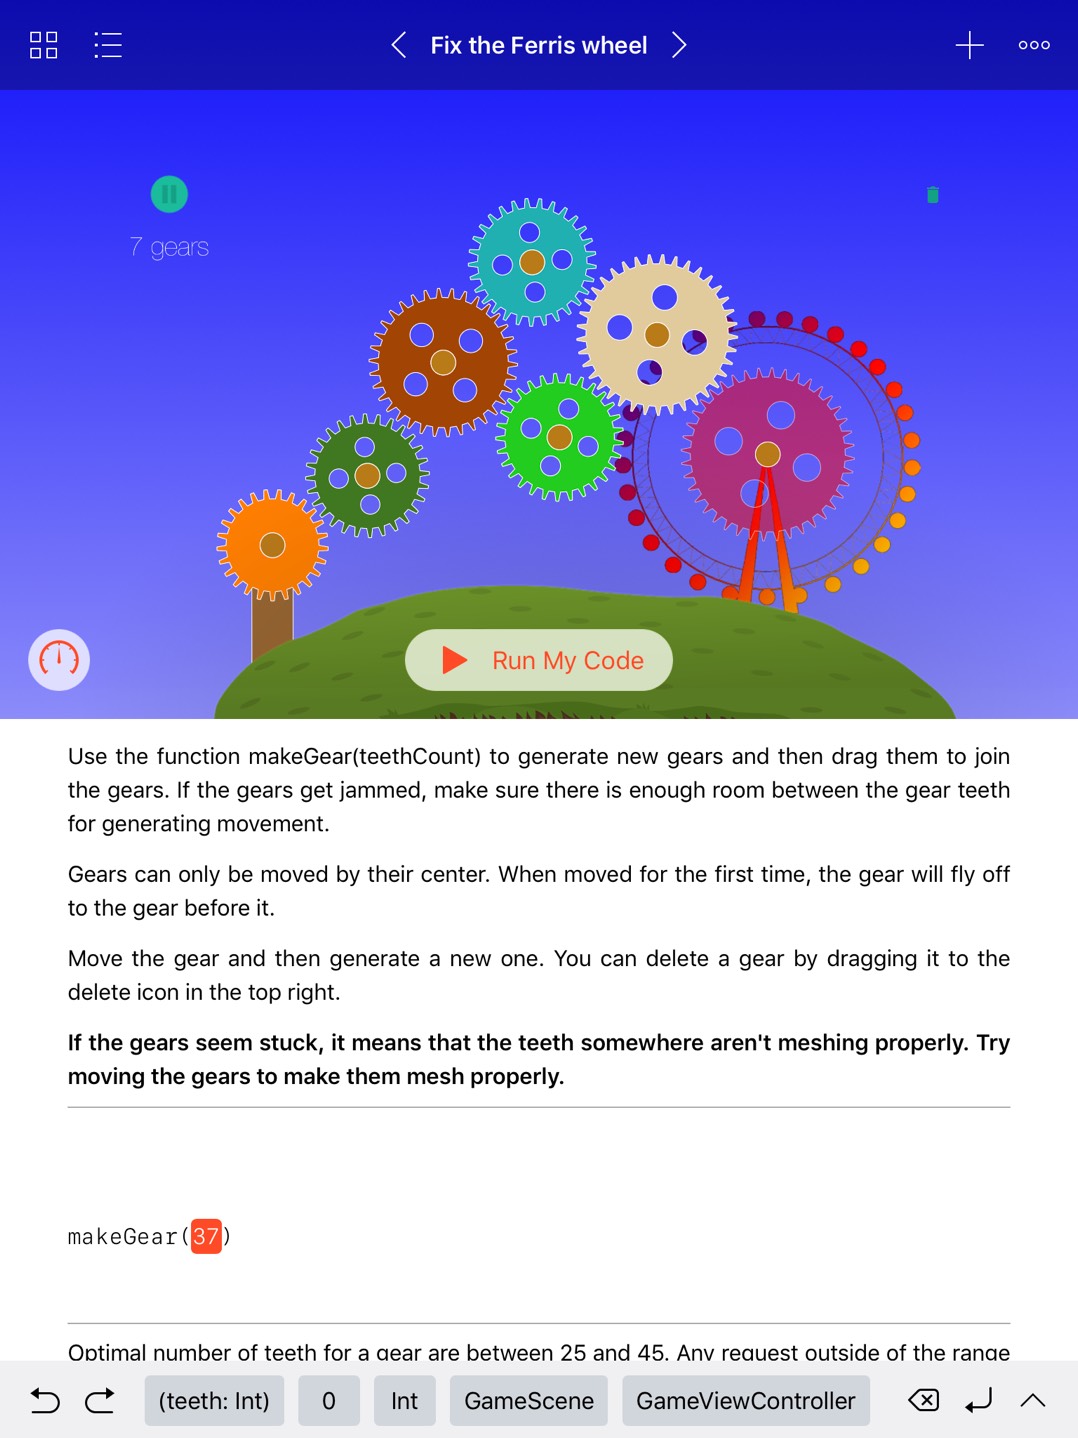 Fix the Ferris wheel
7 gears
Run My Code
Use the function makeGear(teethCount) to generate new gears and then drag them to join
the gears. If the gears get jammed, make sure there is enough room between the gear teeth
for generating movement.
Gears can only be moved by their center. When moved for the first time, the gear will fly off
to the gear before it.
Move the gear and then generate a new one. You can delete a gear by dragging it to the
delete icon in the top right.
If the gears seem stuck, it means that the teeth somewhere aren't meshing properly. Try
moving the gears to make them mesh properly.
makeGear(37)
Optimal number of teeth for a gear are between 25 and 45. Any request outside of the range
(teeth: Int) 0 Int GameScene GameViewController